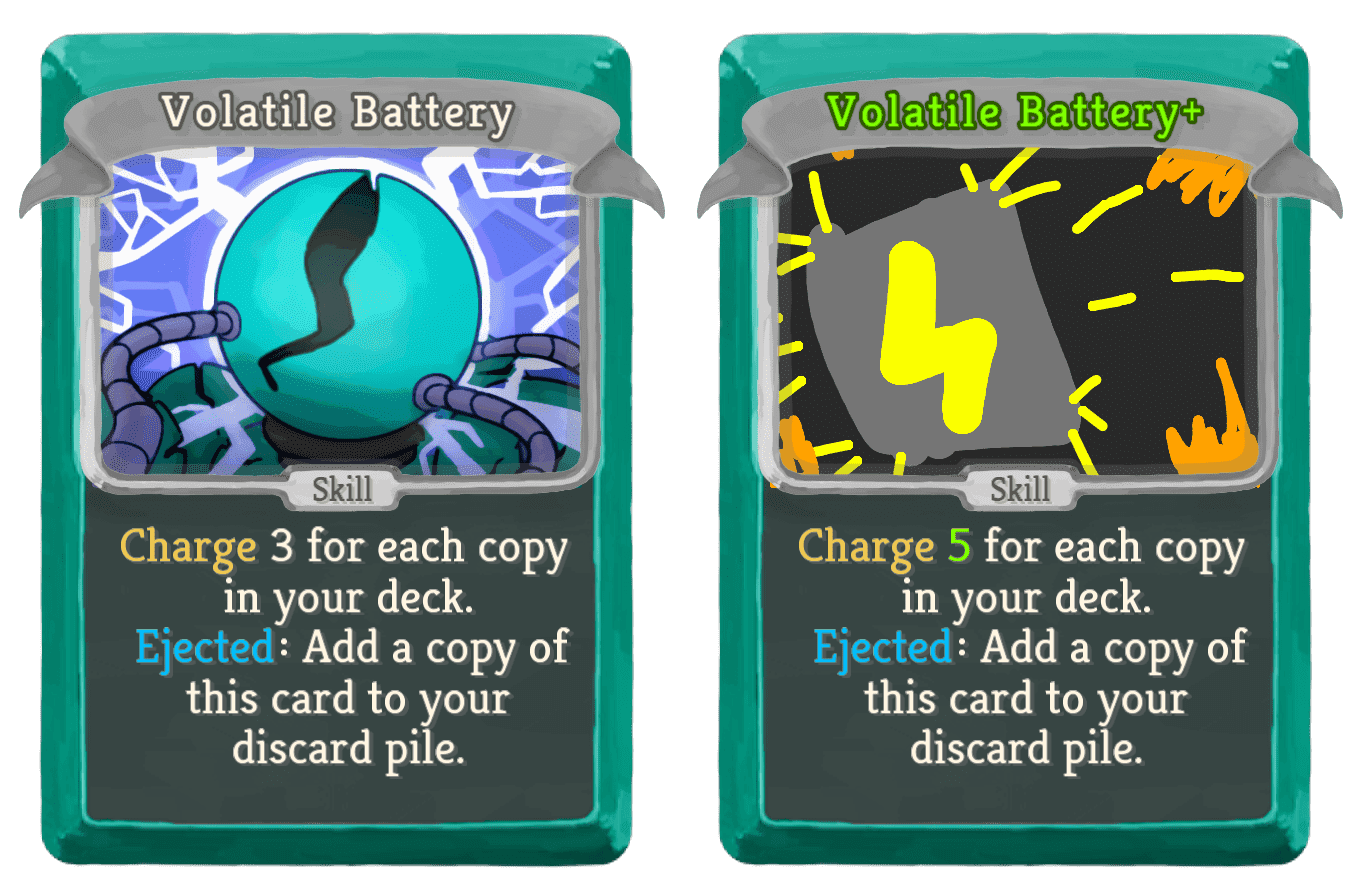 Volatile Battery
Skill
Charge 3 for each copy
in your deck.
Ejected: Add a copy of
this card to your
discard pile.
Volatile Battery+
Skill
Charge 5 for each copy
in your deck.
Ejected: Add a copy of
this card to your
discard pile.